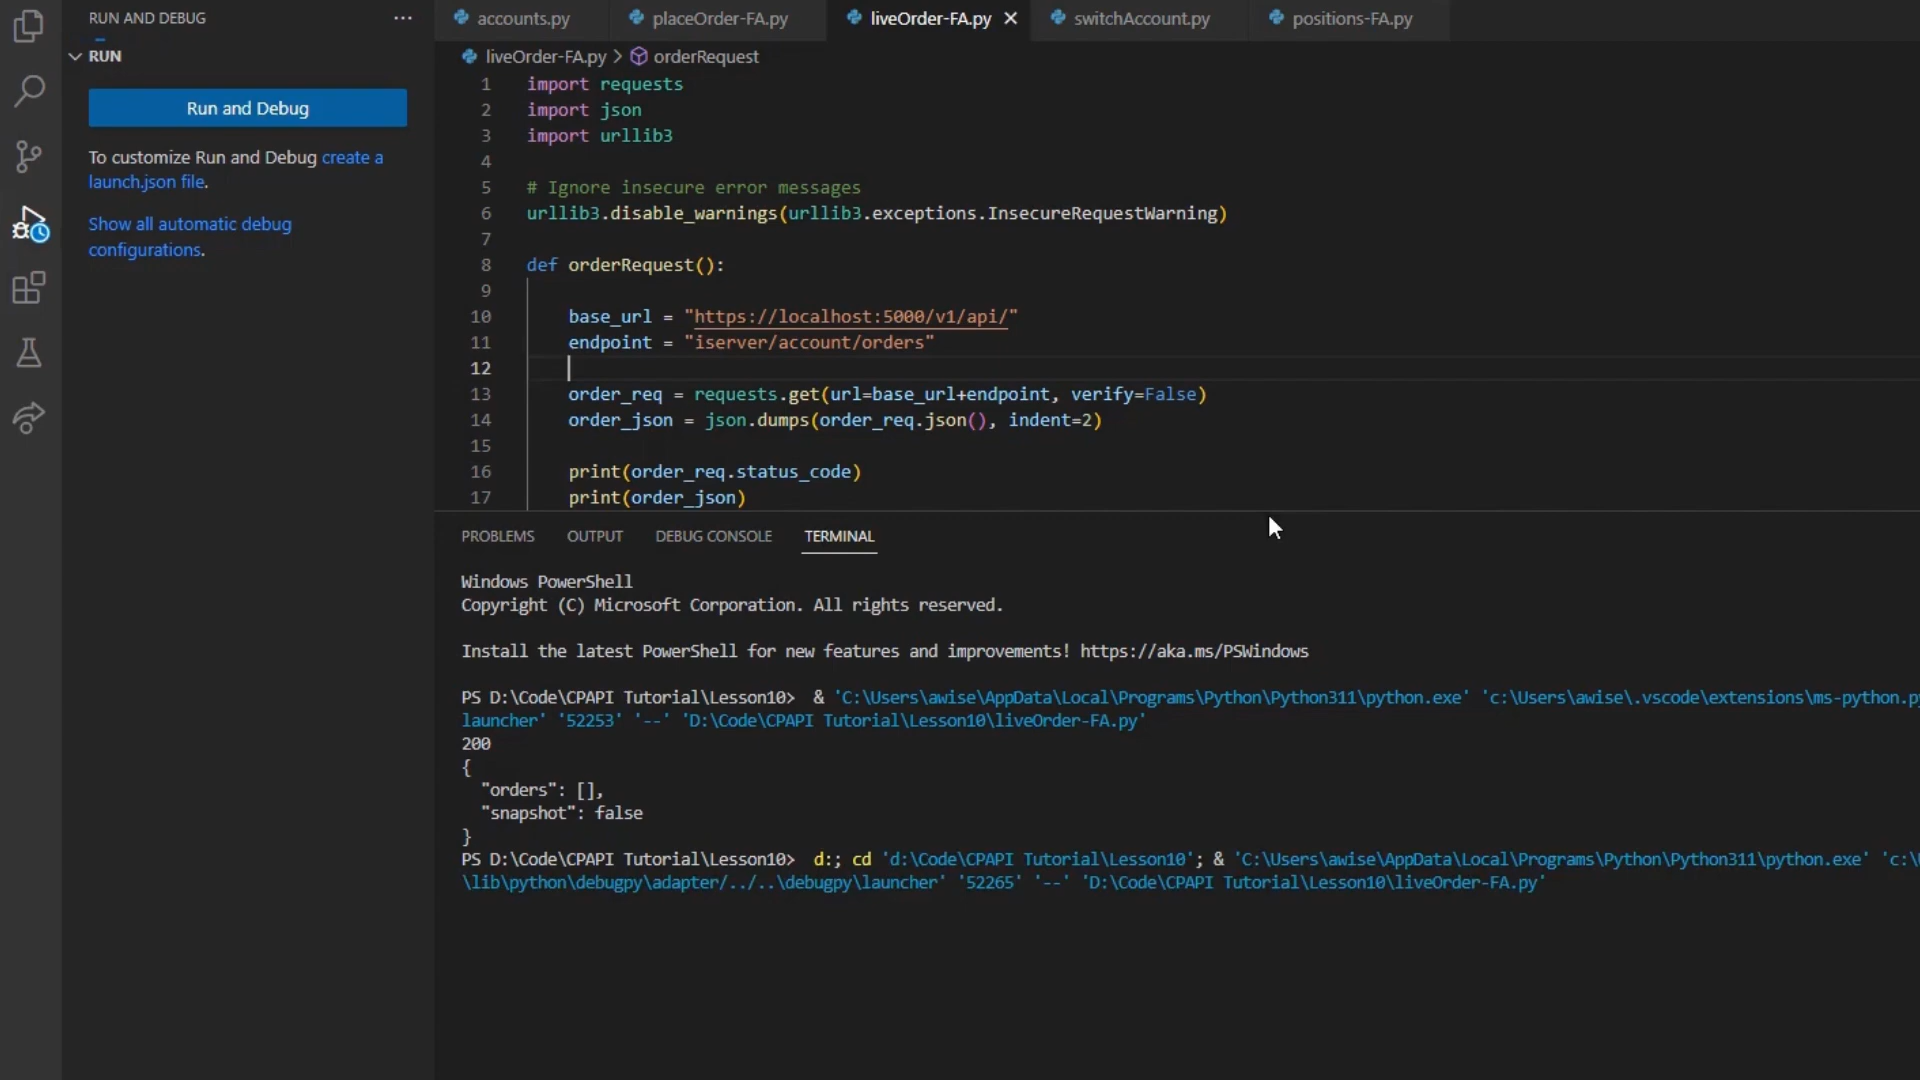 RUN AND DEBUG
RUN
Run and Debug
To customize Run and Debug create a
launch.json file.
Show all automatic debug
configurations.
accounts.py placeOrder-FA.py liveOrder-FA.py switchAccount.py positions-FA.py
liveOrder-FA.py > orderRequest
1 import requests
2 import json
3 import urllib3
4
5 # Ignore insecure error messages
6 urllib3.disable_warnings(urllib3.exceptions.InsecureRequestWarning)
7
8 def orderRequest():
9
10 base_url = "https://localhost:5000/v1/api/"
11 endpoint = "iserver/account/orders"
12
13 order_req = requests.get(url=base_url+endpoint, verify=False)
14 order_json = json.dumps(order_req.json(), indent=2)
15
16 print(order_req.status_code)
17 print(order_json)
PROBLEMS OUTPUT DEBUG CONSOLE TERMINAL
Windows PowerShell
Copyright (C) Microsoft Corporation. All rights reserved.
Install the latest PowerShell for new features and improvements! https://aka.ms/PSWindows
PS D:\Code\CPAPI Tutorial\Lesson10> & 'C:\Users\awise\AppData\Local\Programs\Python\Python311\python.exe' 'c:\Users\awise\.vscode\extensions\ms-python.py
launcher' '52253' '--' 'D:\Code\CPAPI Tutorial\Lesson10\liveOrder-FA.py'
200
{
"orders": [],
"snapshot": false
}
PS D:\Code\CPAPI Tutorial\Lesson10> d:; cd 'd:\Code\CPAPI Tutorial\Lesson10'; & 'C:\Users\awise\AppData\Local\Programs\Python\Python311\python.exe' 'c:\U
\lib\python\debugpy\adapter/../..\debugpy\launcher' '52265' '--' 'D:\Code\CPAPI Tutorial\Lesson10\liveOrder-FA.py'